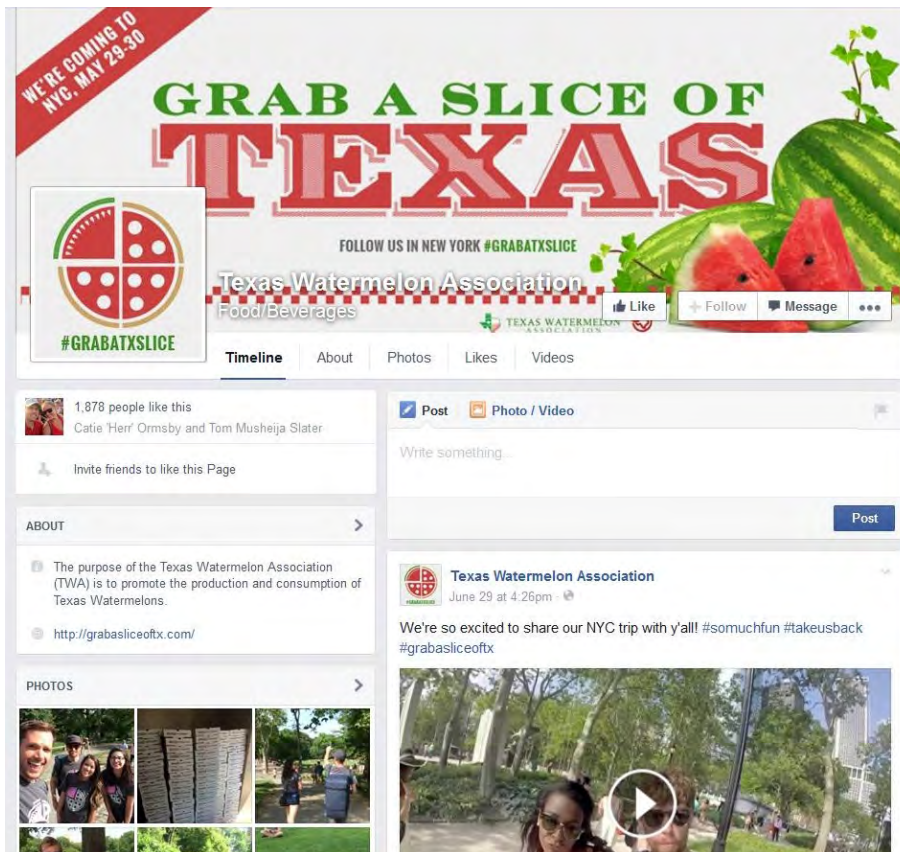 WE'RE COMING TO
NYC, MAY 29-30
GRAB A SLICE OF
TEXAS
FOLLOW US IN NEW YORK #GRABATXSLICE
Texas Watermelon Association
Food/Beverages
Like
Follow
Message
TEXAS WATERMELON
ASSOCIATION
#GRABATXSLICE
Timeline About Photos Likes Videos
1,878 people like this
Catie 'Herr' Ormsby and Tom Musheija Slater
Invite friends to like this Page
ABOUT
The purpose of the Texas Watermelon Association
(TWA) is to promote the production and consumption of
Texas Watermelons.
http://grabasliceoftx.com/
PHOTOS
Post Photo / Video
Write something...
Post
Texas Watermelon Association
June 29 at 4:26pm ·
We're so excited to share our NYC trip with y'all! #somuchfun #takeusback
#grabasliceoftx